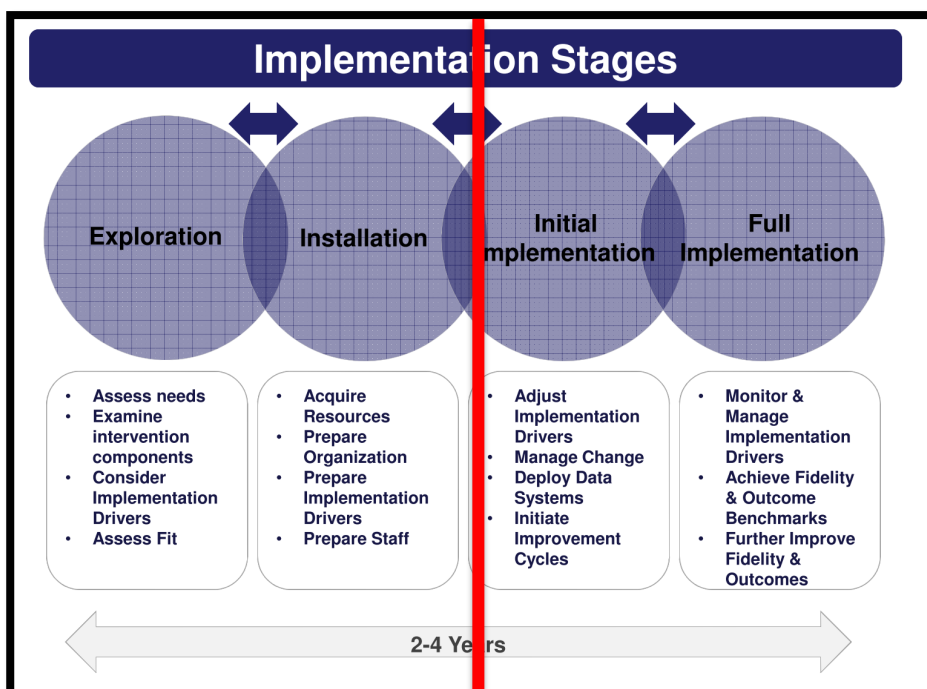 Implementation Stages
Exploration
Installation
Initial
Implementation
Full
Implementation
• Assess needs
• Examine
intervention
components
• Consider
Implementation
Drivers
• Assess Fit
• Acquire
Resources
• Prepare
Organization
• Prepare
Implementation
Drivers
• Prepare Staff
• Adjust
Implementation
Drivers
• Manage Change
• Deploy Data
Systems
• Initiate
Improvement
Cycles
• Monitor &
Manage
Implementation
Drivers
• Achieve Fidelity
& Outcome
Benchmarks
• Further Improve
Fidelity &
Outcomes
2-4 Years